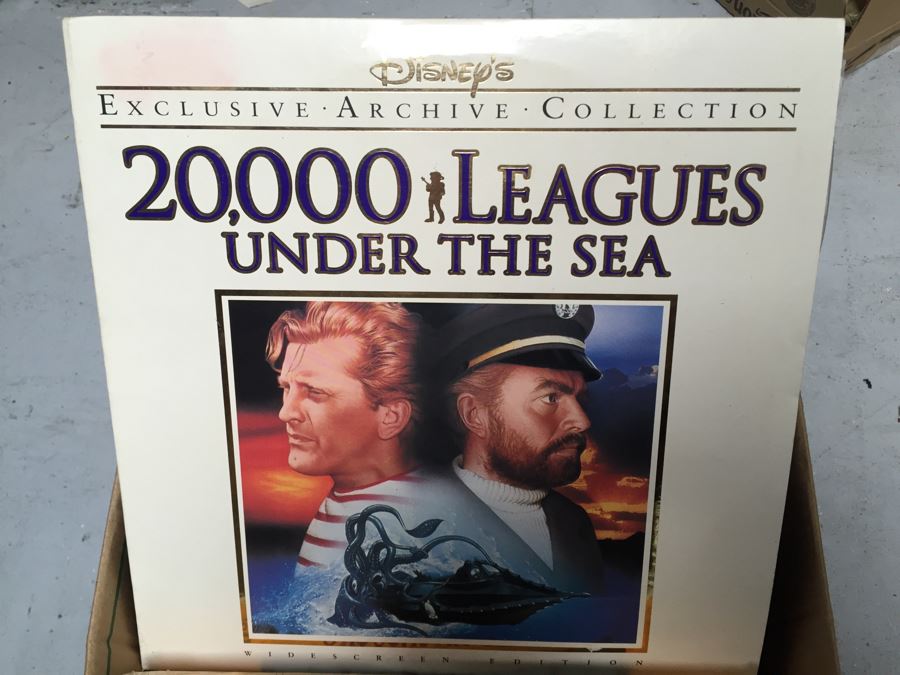 Disney's
EXCLUSIVE · ARCHIVE · COLLECTION
20,000 LEAGUES
UNDER THE SEA
WIDESCREEN EDITION